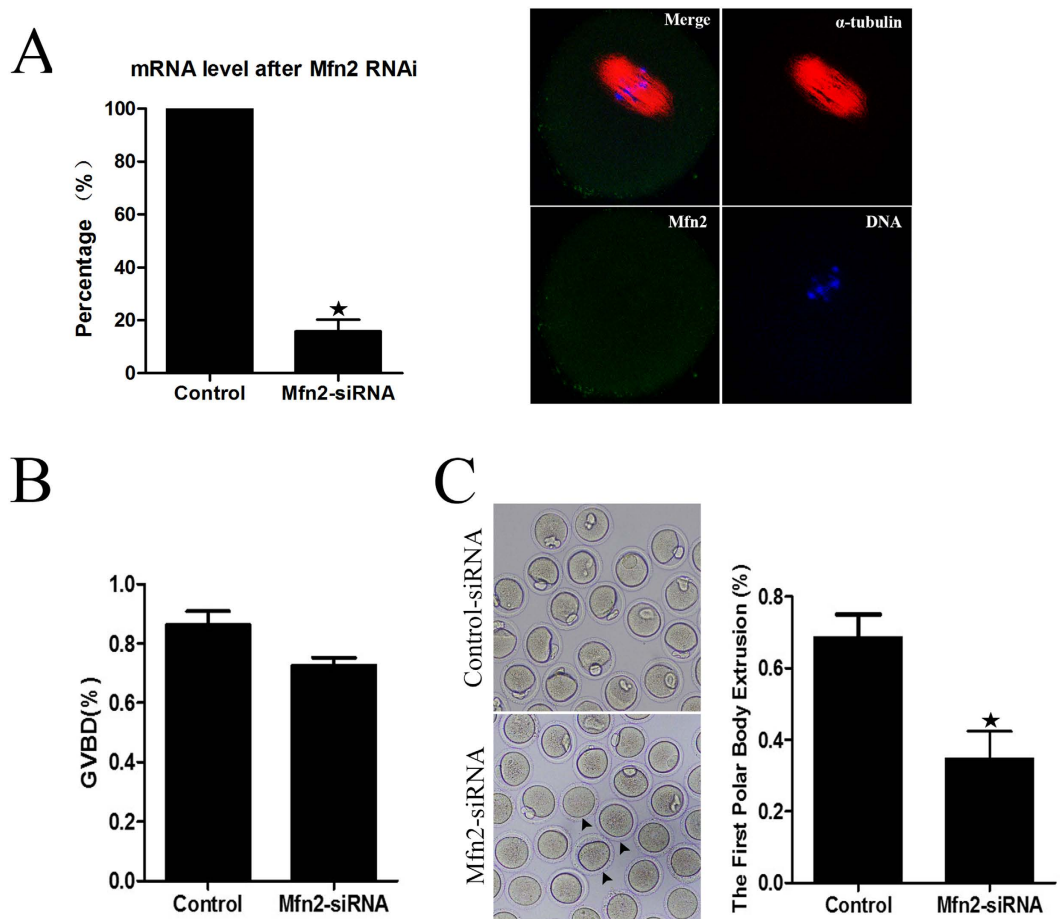 A
mRNA level after Mfn2 RNAi
Percentage (%)
100
80
60
40
20
0
Control
Mfn2-siRNA
Merge
α-tubulin
Mfn2
DNA
B
GVBD(%)
1.0
0.8
0.6
0.4
0.2
0.0
Control
Mfn2-siRNA
C
Control-siRNA
Mfn2-siRNA
The First Polar Body Extrusion (%)
0.8
0.6
0.4
0.2
0.0
Control
Mfn2-siRNA